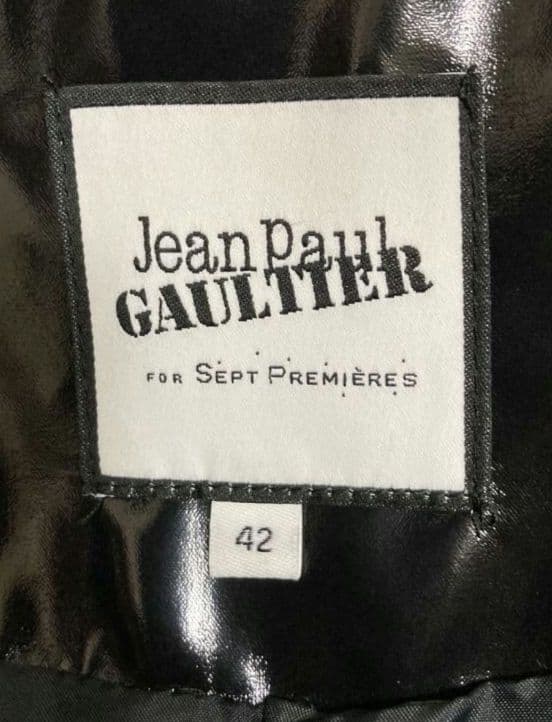 Jean Paul
GAULTIER
FOR SEPT PREMIÈRES
42